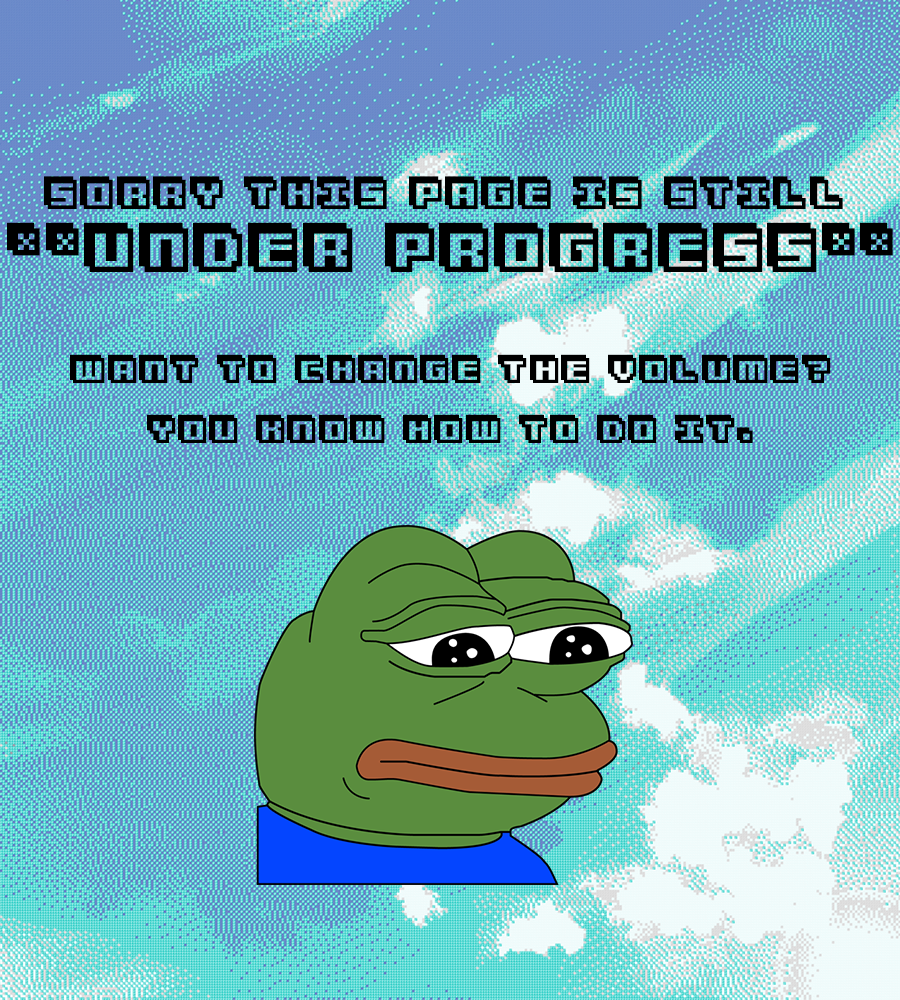 SORRY THIS PAGE IS STILL
**UNDER PROGRESS**
WANT TO CHANGE THE VOLUME?
YOU KNOW HOW TO DO IT.